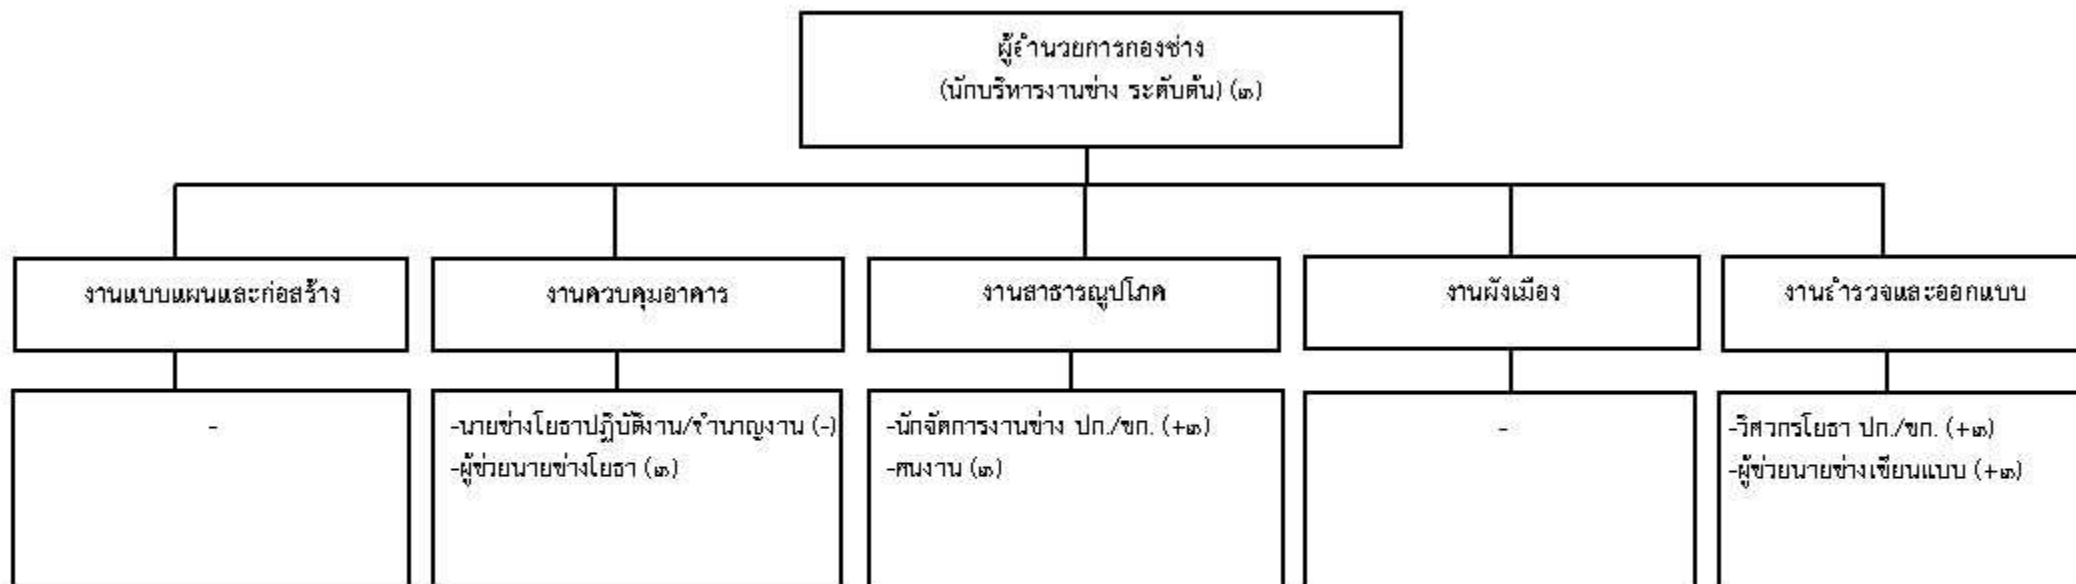 ผู้อำนวยการกองช่าง
(นักบริหารงานช่าง ระดับต้น) (๑)
งานแบบแผนและก่อสร้าง
งานควบคุมอาคาร
งานสาธารณูปโภค
งานผังเมือง
งานสำรวจและออกแบบ
-
-นายช่างโยธาปฏิบัติงาน/ชำนาญงาน (-)
-ผู้ช่วยนายช่างโยธา (๑)
-นักจัดการงานช่าง ปก./ชก. (+๑)
-คนงาน (๑)
-
-วิศวกรโยธา ปก./ชก. (+๑)
-ผู้ช่วยนายช่างเขียนแบบ (+๑)